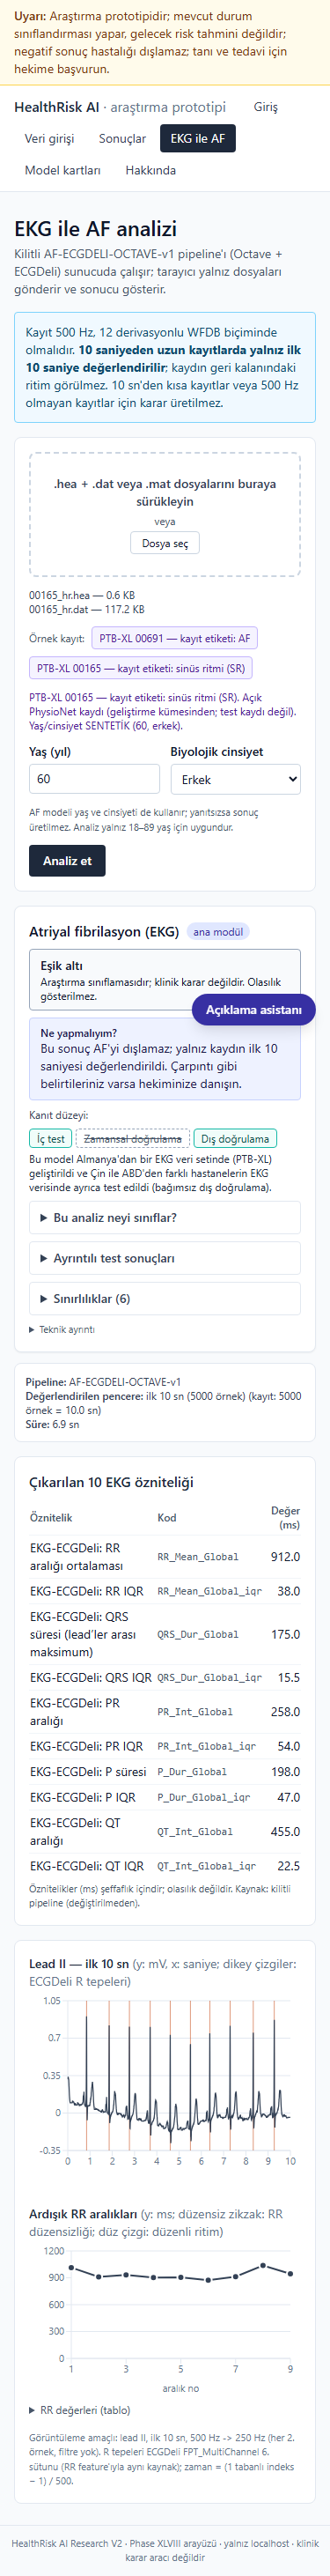 Uyarı: Araştırma prototipidir; mevcut durum
sınıflandırması yapar, gelecek risk tahmini değildir;
negatif sonuç hastalığı dışlamaz; tanı ve tedavi için
hekime başvurun.
HealthRisk AI · araştırma prototipi
Giriş
Veri girişi
Sonuçlar
EKG ile AF
Model kartları
Hakkında
EKG ile AF analizi
Kilitli AF-ECGDELI-OCTAVE-v1 pipeline'ı (Octave +
ECGDeli) sunucuda çalışır; tarayıcı yalnız dosyaları
gönderir ve sonucu gösterir.
Kayıt 500 Hz, 12 derivasyonlu WFDB biçiminde
olmalıdır. 10 saniyeden uzun kayıtlarda yalnız ilk
10 saniye değerlendirilir; kaydın geri kalanındaki
ritim görülmez. 10 sn'den kısa kayıtlar veya 500 Hz
olmayan kayıtlar için karar üretilmez.
.hea + .dat veya .mat dosyalarını buraya
sürükleyin
veya
Dosya seç
00165_hr.hea — 0.6 KB
00165_hr.dat — 117.2 KB
Örnek kayıt:
PTB-XL 00691 — kayıt etiketi: AF
PTB-XL 00165 — kayıt etiketi: sinüs ritmi (SR)
PTB-XL 00165 — kayıt etiketi: sinüs ritmi (SR). Açık
PhysioNet kaydı (geliştirme kümesinden; test kaydı değil).
Yaş/cinsiyet SENTETİK (60, erkek).
Yaş (yıl)
Biyolojik cinsiyet
60
Erkek
AF modeli yaş ve cinsiyeti de kullanır; yanıtsızsa sonuç
üretilmez. Analiz yalnız 18–89 yaş için uygundur.
Analiz et
Atriyal fibrilasyon (EKG)
ana modül
Eşik altı
Araştırma sınıflamasıdır; klinik karar değildir. Olasılık
gösterilmez.
Açıklama asistanı
Ne yapmalıyım?
Bu sonuç AF'yi dışlamaz; yalnız kaydın ilk 10
saniyesi değerlendirildi. Çarpıntı gibi
belirtileriniz varsa hekiminize danışın.
Kanıt düzeyi:
İç test
Zamansal doğrulama
Dış doğrulama
Bu model Almanya'dan bir EKG veri setinde (PTB-XL)
geliştirildi ve Çin ile ABD'den farklı hastanelerin EKG
verisinde ayrıca test edildi (bağımsız dış doğrulama).
▶ Bu analiz neyi sınıflar?
▶ Ayrıntılı test sonuçları
▶ Sınırlılıklar (6)
▶ Teknik ayrıntı
Pipeline: AF-ECGDELI-OCTAVE-v1
Değerlendirilen pencere: ilk 10 sn (5000 örnek) (kayıt: 5000
örnek = 10.0 sn)
Süre: 6.9 sn
Çıkarılan 10 EKG özniteliği
Öznitelik
Kod
Değer
(ms)
EKG-ECGDeli: RR
aralığı ortalaması
RR_Mean_Global
912.0
EKG-ECGDeli: RR IQR
RR_Mean_Global_iqr
38.0
EKG-ECGDeli: QRS
süresi (lead'ler arası
maksimum)
QRS_Dur_Global
175.0
EKG-ECGDeli: QRS IQR
QRS_Dur_Global_iqr
15.5
EKG-ECGDeli: PR
aralığı
PR_Int_Global
258.0
EKG-ECGDeli: PR IQR
PR_Int_Global_iqr
54.0
EKG-ECGDeli: P süresi
P_Dur_Global
198.0
EKG-ECGDeli: P IQR
P_Dur_Global_iqr
47.0
EKG-ECGDeli: QT
aralığı
QT_Int_Global
455.0
EKG-ECGDeli: QT IQR
QT_Int_Global_iqr
22.5
Öznitelikler (ms) şeffaflık içindir; olasılık değildir. Kaynak: kilitli
pipeline (değiştirilmeden).
Lead II — ilk 10 sn (y: mV, x: saniye; dikey çizgiler:
ECGDeli R tepeleri)
1.05
0.7
0.35
0
-0.35
0 1 2 3 4 5 6 7 8 9 10
Ardışık RR aralıkları (y: ms; düzensiz zikzak: RR
düzensizliği; düz çizgi: düzenli ritim)
1200
900
600
300
0
1 3 5 7 9
aralık no
▶ RR değerleri (tablo)
Görüntüleme amaçlı: lead II, ilk 10 sn, 500 Hz -> 250 Hz (her 2.
örnek, filtre yok). R tepeleri ECGDeli FPT_MultiChannel 6.
sütunu (RR feature'ıyla aynı kaynak); zaman = (1 tabanlı indeks
− 1) / 500.
HealthRisk AI Research V2 · Phase XLVIII arayüzü · yalnız localhost · klinik
karar aracı değildir